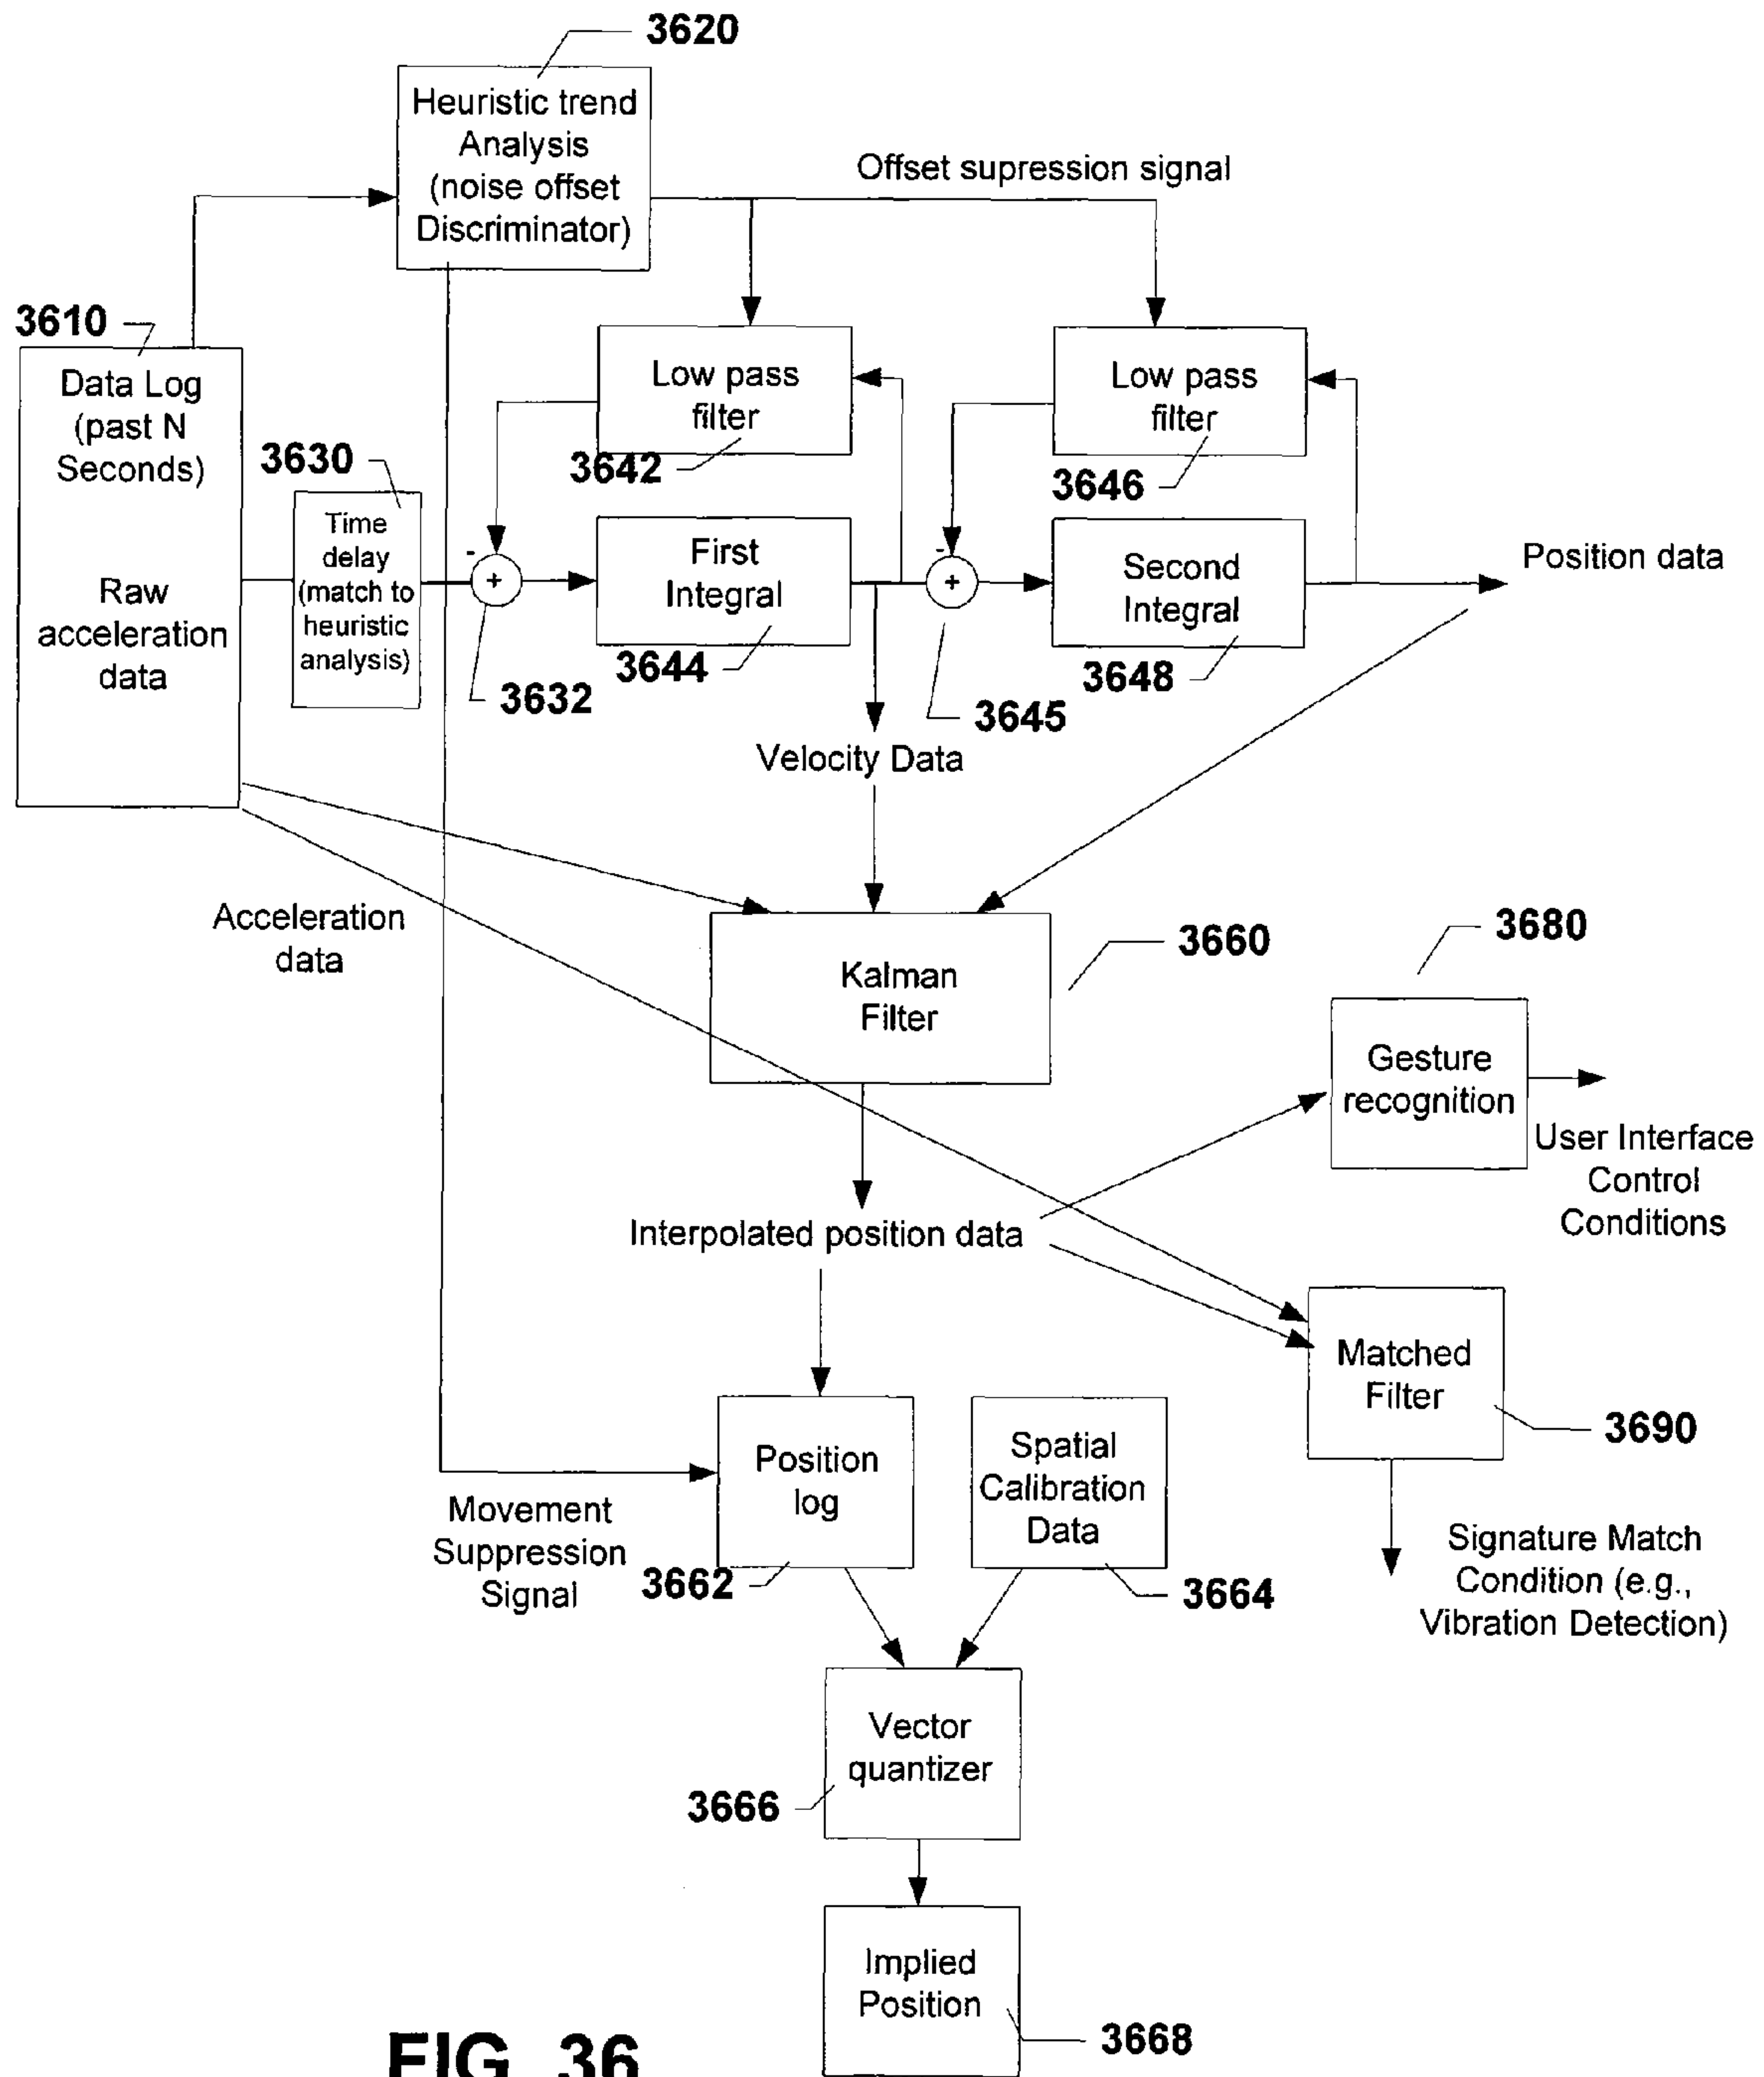 3620
Heuristic trend
Analysis
(noise offset
Discriminator)
Offset supression signal
3610
Data Log
(past N
Seconds)
Raw
acceleration
data
3630
Time
delay
(match to
heuristic
analysis)
Low pass
filter
3642
Low pass
filter
3646
-
+
3632
First
Integral
3644
-
+
3645
Second
Integral
3648
Position data
Velocity Data
Acceleration
data
Kalman
Filter
3660
3680
Gesture
recognition
User Interface
Control
Conditions
Interpolated position data
Matched
Filter
3690
Signature Match
Condition (e.g.,
Vibration Detection)
Position
log
3662
Movement
Suppression
Signal
Spatial
Calibration
Data
3664
Vector
quantizer
3666
Implied
Position
3668
FIG. 36